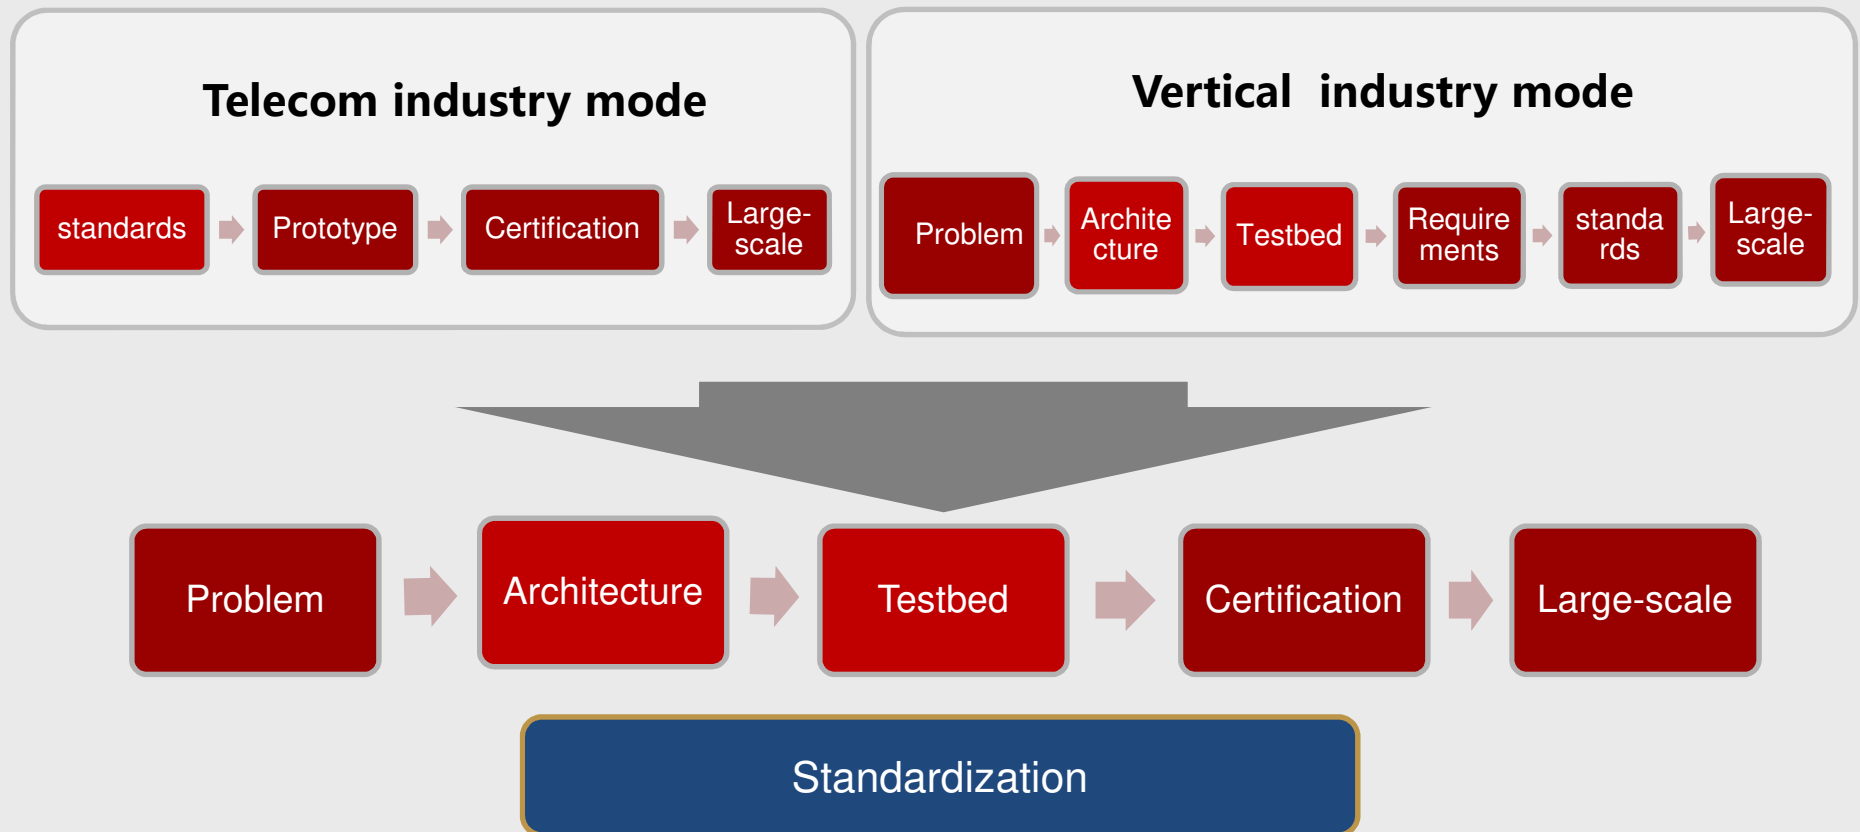 Telecom industry mode
standards
Prototype
Certification
Large-
scale
Vertical  industry mode
Problem
Archite
cture
Testbed
Require
ments
standa
rds
Large-
scale
Problem
Architecture
Testbed
Certification
Large-scale
Standardization